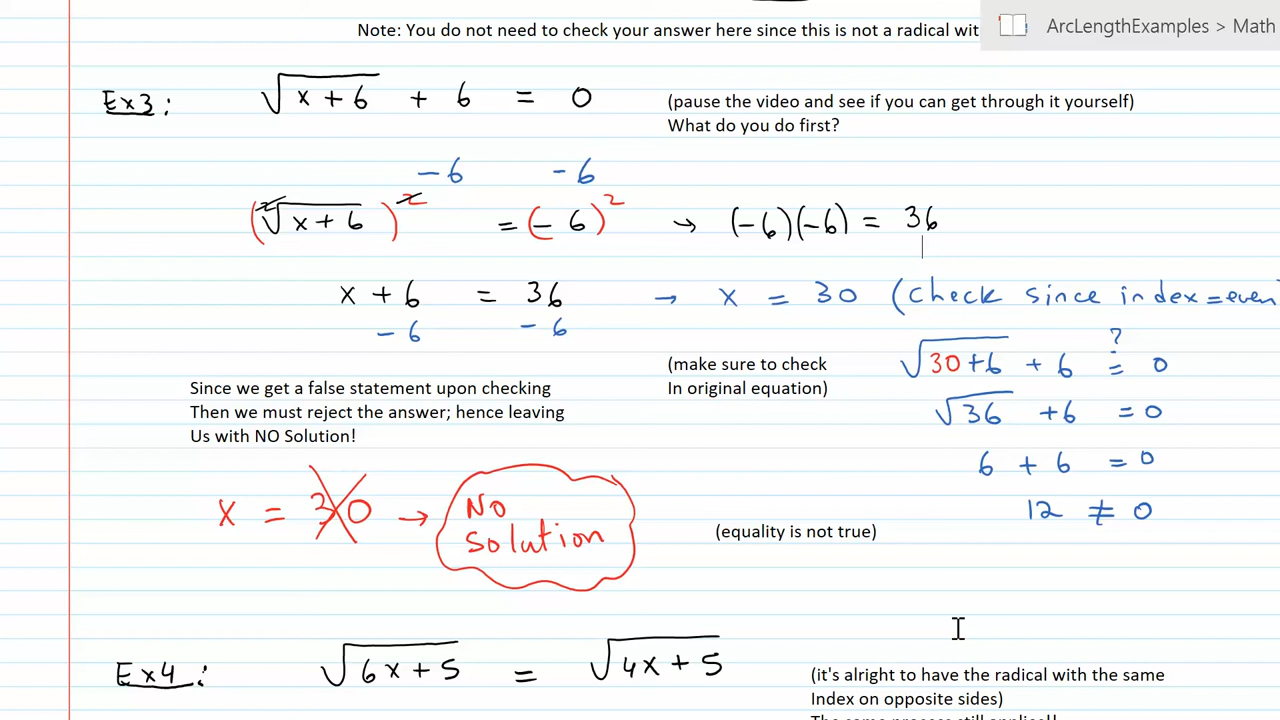 Note: You do not need to check your answer here since this is not a radical wit
ArcLengthExamples > Math
Ex3: √(x+6) + 6 = 0
(pause the video and see if you can get through it yourself)
What do you do first?
-6 -6
(²√(x+6))² = (-6)² → (-6)(-6) = 36
x + 6 = 36 → x = 30 (check since index = even
-6 -6
?
(make sure to check
In original equation)
√(30+6) + 6 = 0
Since we get a false statement upon checking
Then we must reject the answer; hence leaving
Us with NO Solution!
√36 + 6 = 0
6 + 6 = 0
12 ≠ 0
x = 30 → No
Solution
(equality is not true)
Ex4: √(6x+5) = √(4x+5)
(it's alright to have the radical with the same
Index on opposite sides)
The same process still applies!!